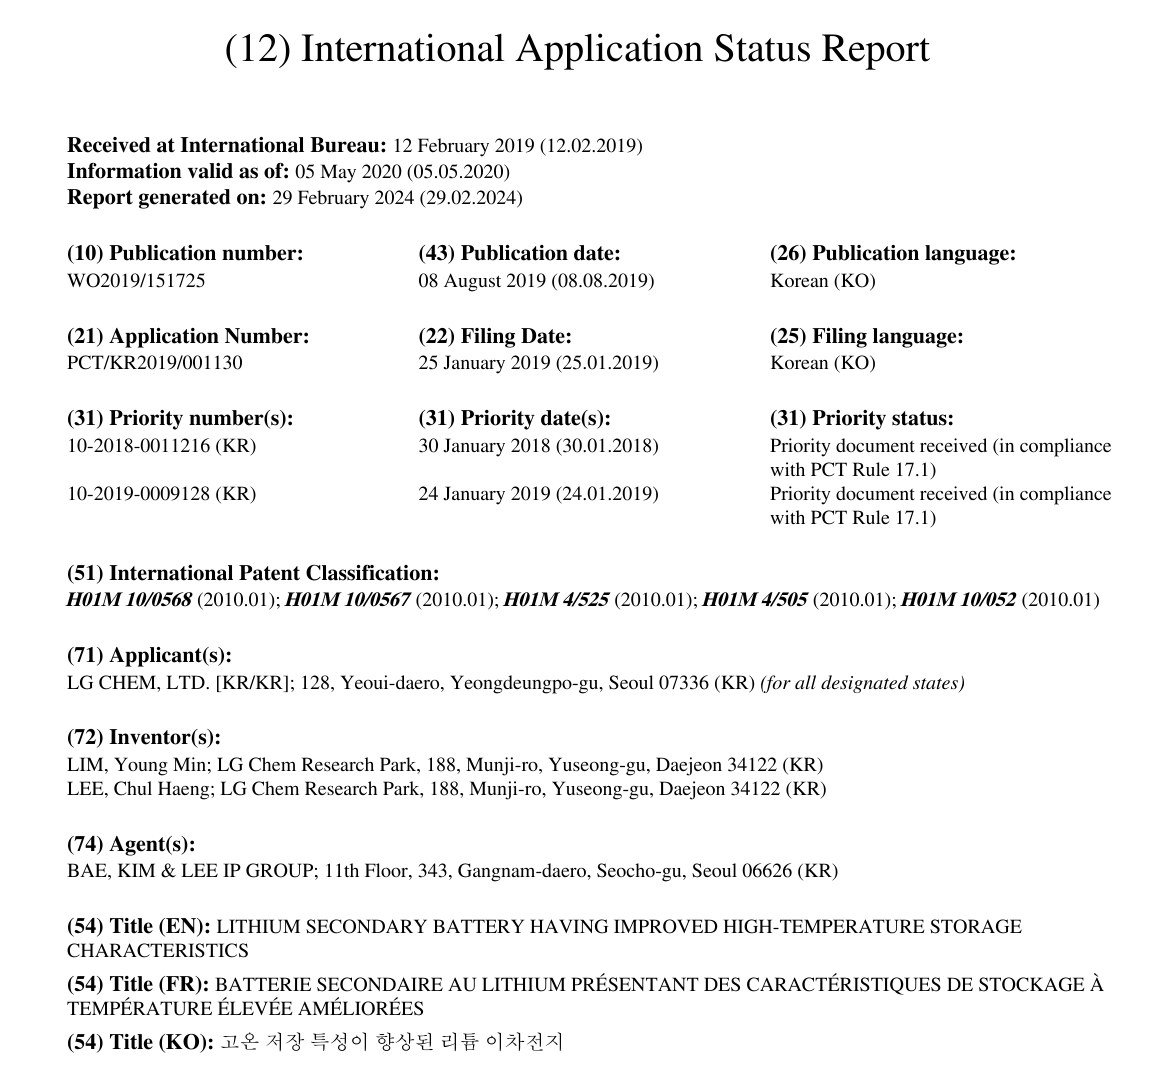 (12) International Application Status Report
Received at International Bureau: 12 February 2019 (12.02.2019)
Information valid as of: 05 May 2020 (05.05.2020)
Report generated on: 29 February 2024 (29.02.2024)
(10) Publication number: (43) Publication date: (26) Publication language:
WO2019/151725 08 August 2019 (08.08.2019) Korean (KO)
(21) Application Number: (22) Filing Date: (25) Filing language:
PCT/KR2019/001130 25 January 2019 (25.01.2019) Korean (KO)
(31) Priority number(s): (31) Priority date(s): (31) Priority status:
10-2018-0011216 (KR) 30 January 2018 (30.01.2018) Priority document received (in compliance
with PCT Rule 17.1)
10-2019-0009128 (KR) 24 January 2019 (24.01.2019) Priority document received (in compliance
with PCT Rule 17.1)
(51) International Patent Classification:
H01M 10/0568 (2010.01); H01M 10/0567 (2010.01); H01M 4/525 (2010.01); H01M 4/505 (2010.01); H01M 10/052 (2010.01)
(71) Applicant(s):
LG CHEM, LTD. [KR/KR]; 128, Yeoui-daero, Yeongdeungpo-gu, Seoul 07336 (KR) (for all designated states)
(72) Inventor(s):
LIM, Young Min; LG Chem Research Park, 188, Munji-ro, Yuseong-gu, Daejeon 34122 (KR)
LEE, Chul Haeng; LG Chem Research Park, 188, Munji-ro, Yuseong-gu, Daejeon 34122 (KR)
(74) Agent(s):
BAE, KIM & LEE IP GROUP; 11th Floor, 343, Gangnam-daero, Seocho-gu, Seoul 06626 (KR)
(54) Title (EN): LITHIUM SECONDARY BATTERY HAVING IMPROVED HIGH-TEMPERATURE STORAGE
CHARACTERISTICS
(54) Title (FR): BATTERIE SECONDAIRE AU LITHIUM PRÉSENTANT DES CARACTÉRISTIQUES DE STOCKAGE À
TEMPÉRATURE ÉLEVÉE AMÉLIORÉES
(54) Title (KO): 고온 저장 특성이 향상된 리튬 이차전지